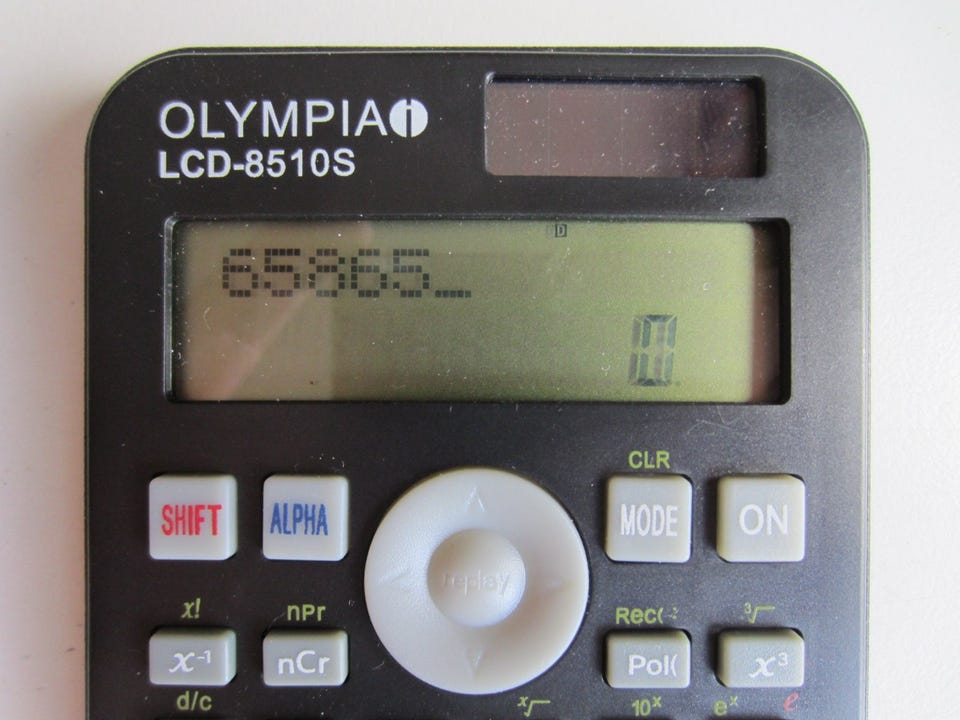 OLYMPIA
LCD-8510S
D
65865_
0.
CLR
SHIFT ALPHA MODE ON
replay
x! nPr Rec( ³√
x⁻¹ nCr Pol( x³
d/c ˣ√ 10ˣ eˣ e